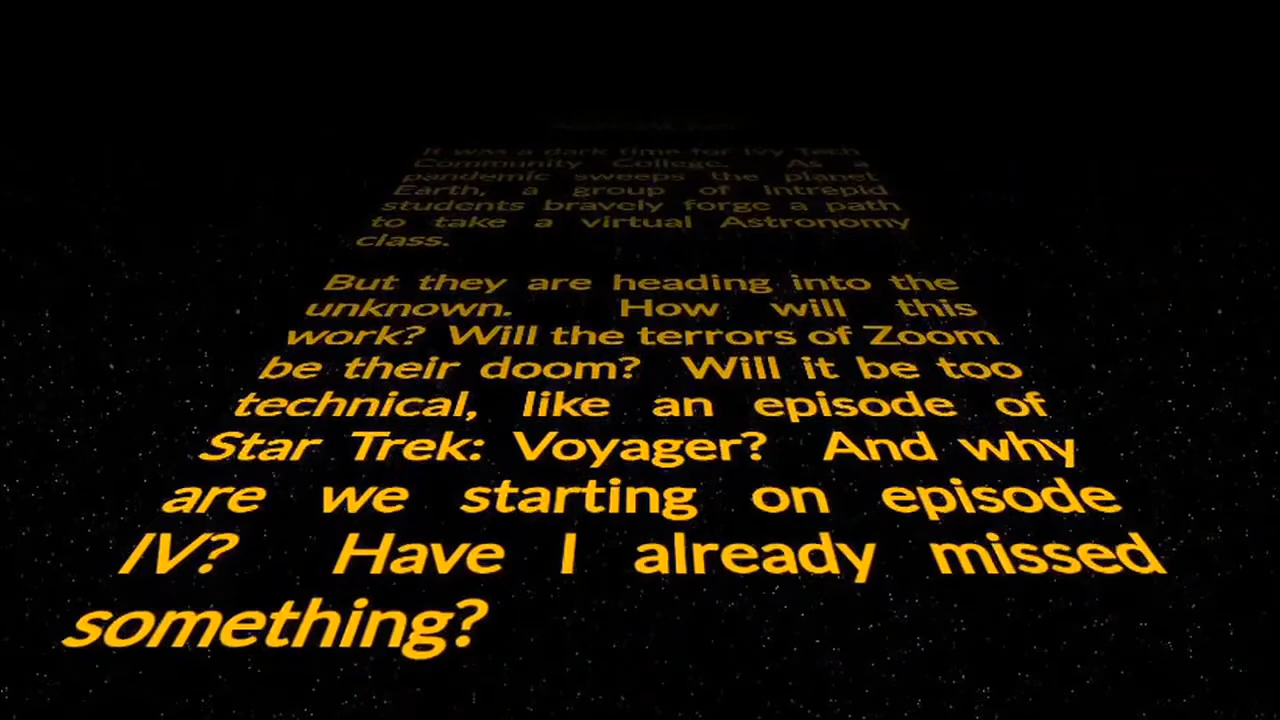 It was a dark time for Ivy Tech
Community College. As a
pandemic sweeps the planet
Earth, a group of intrepid
students bravely forge a path
to take a virtual Astronomy
class.
But they are heading into the
unknown. How will this
work? Will the terrors of Zoom
be their doom? Will it be too
technical, like an episode of
Star Trek: Voyager? And why
are we starting on episode
IV? Have I already missed
something?